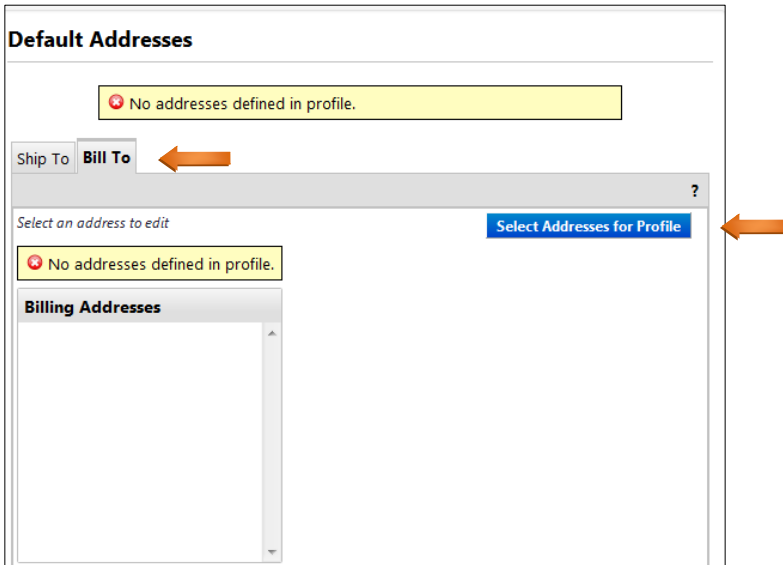 Default Addresses
No addresses defined in profile.
Ship To Bill To
?
Select an address to edit
Select Addresses for Profile
No addresses defined in profile.
Billing Addresses